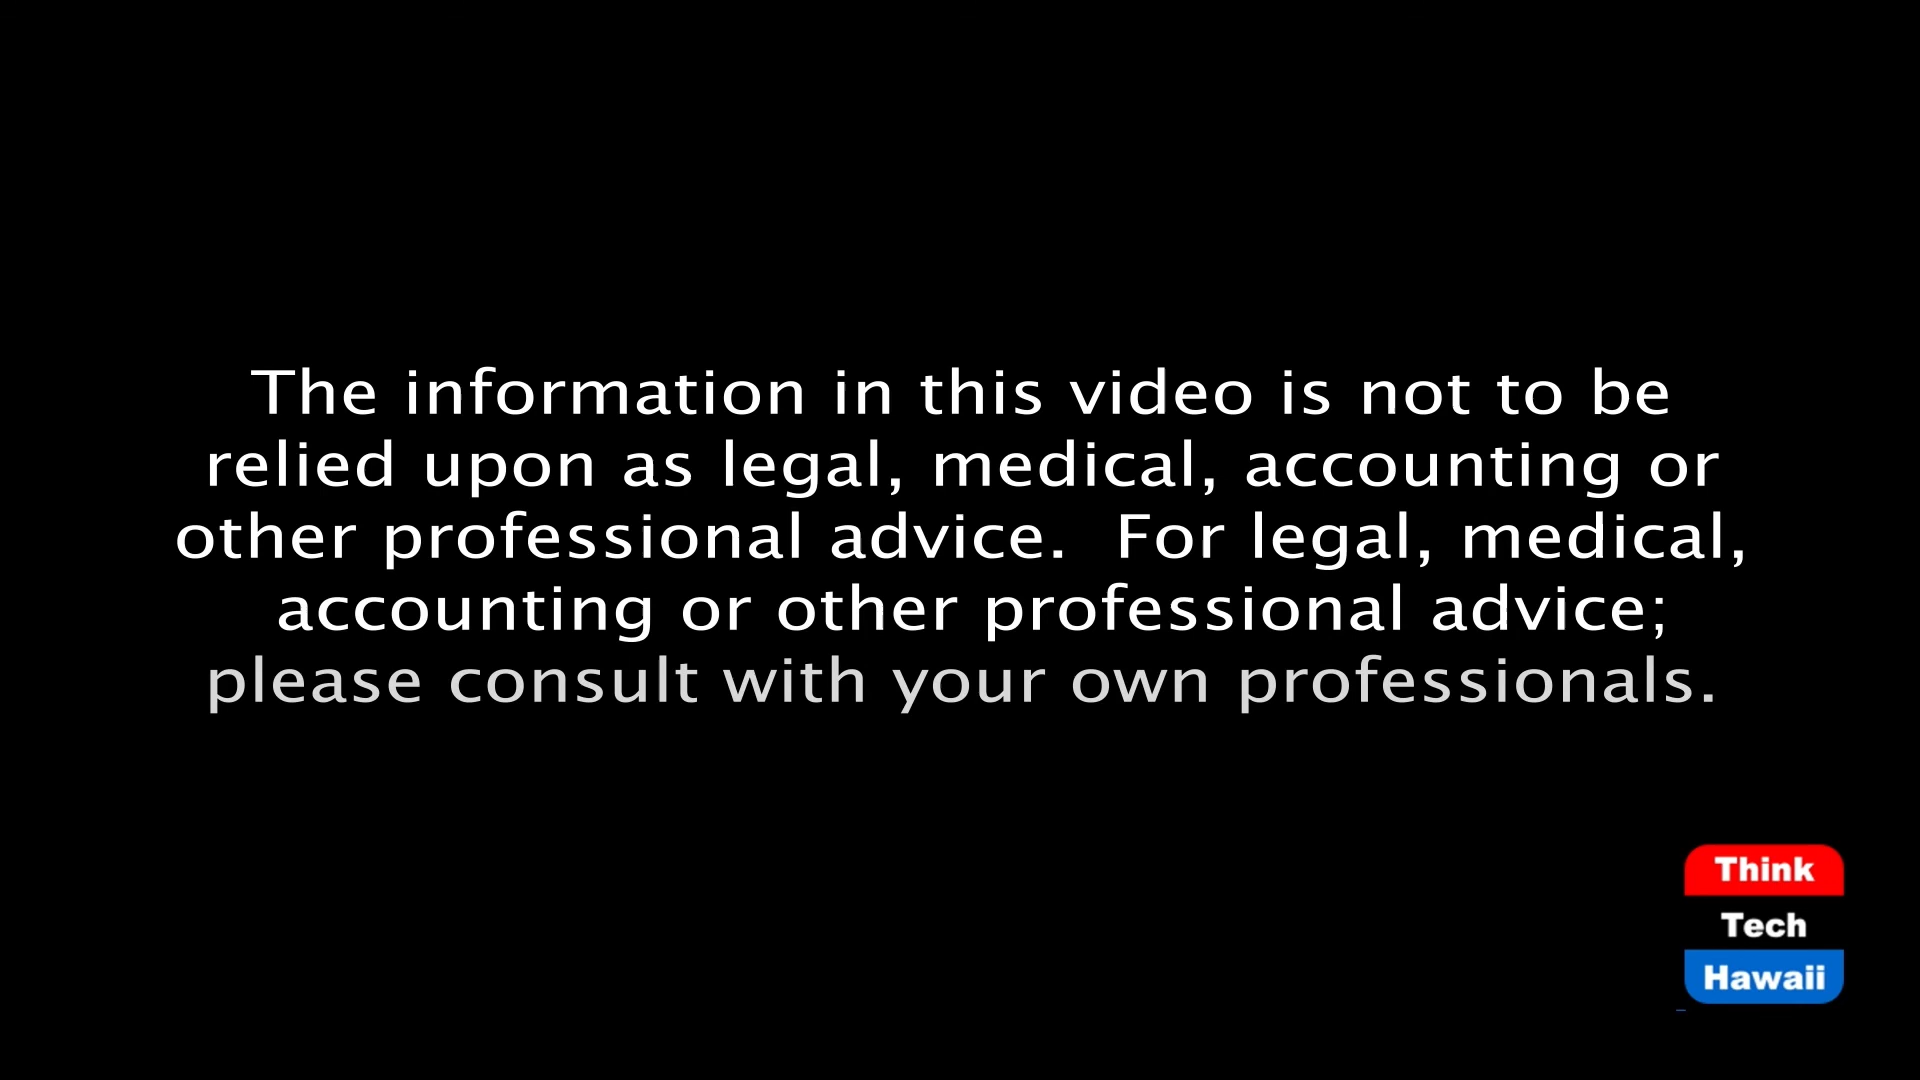 The information in this video is not to be
relied upon as legal, medical, accounting or
other professional advice.  For legal, medical,
accounting or other professional advice;
please consult with your own professionals.
Think
Tech
Hawaii